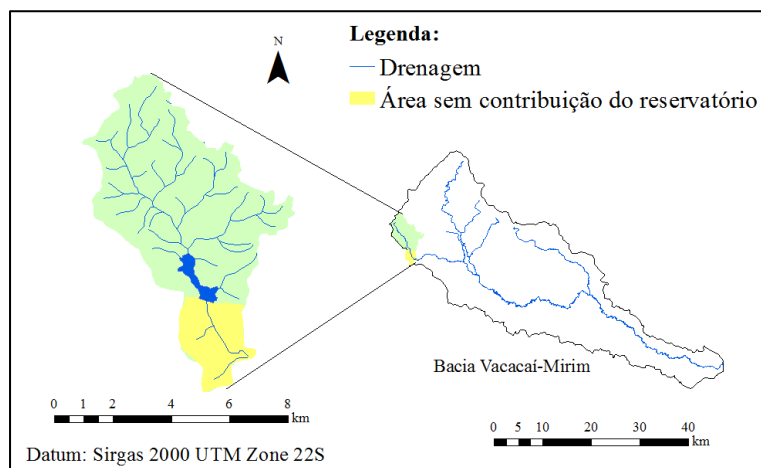 Legenda:
N
Drenagem
Área sem contribuição do reservatório
Bacia Vacacaí-Mirim
0 1 2 4 6 8
km
0 5 10 20 30 40
km
Datum: Sirgas 2000 UTM Zone 22S